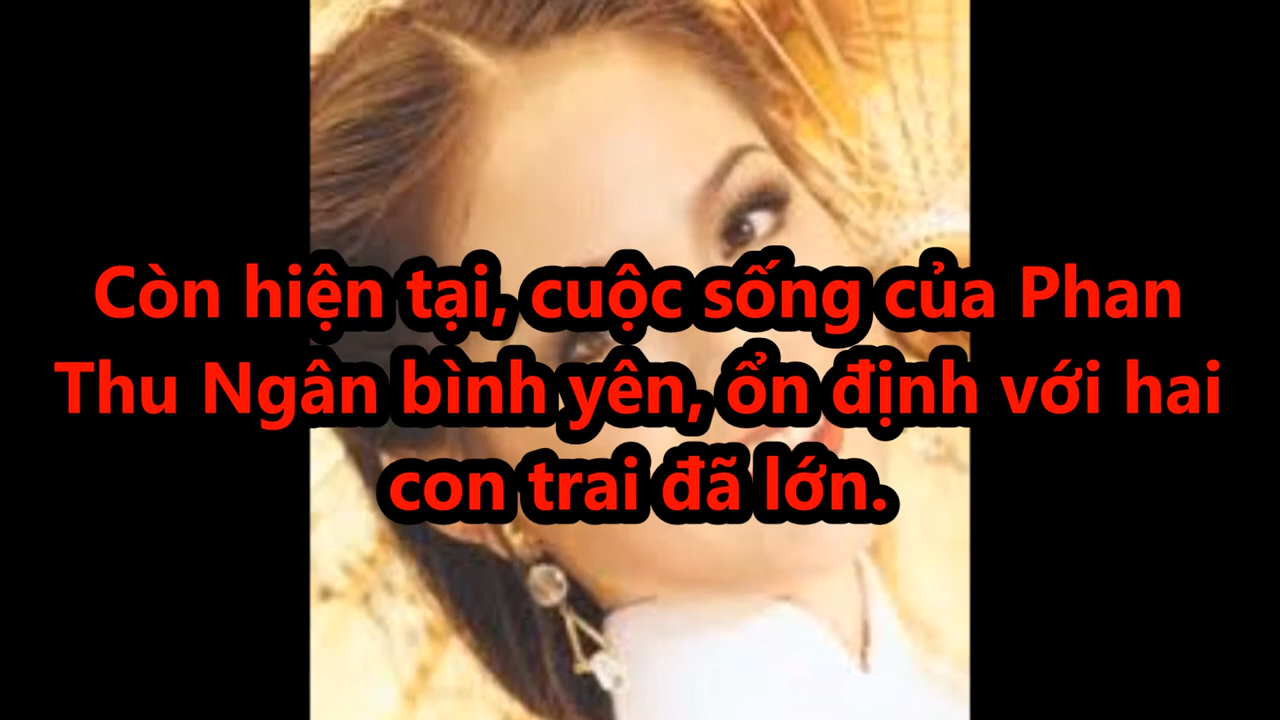 Còn hiện tại, cuộc sống của Phan
Thu Ngân bình yên, ổn định với hai
con trai đã lớn.